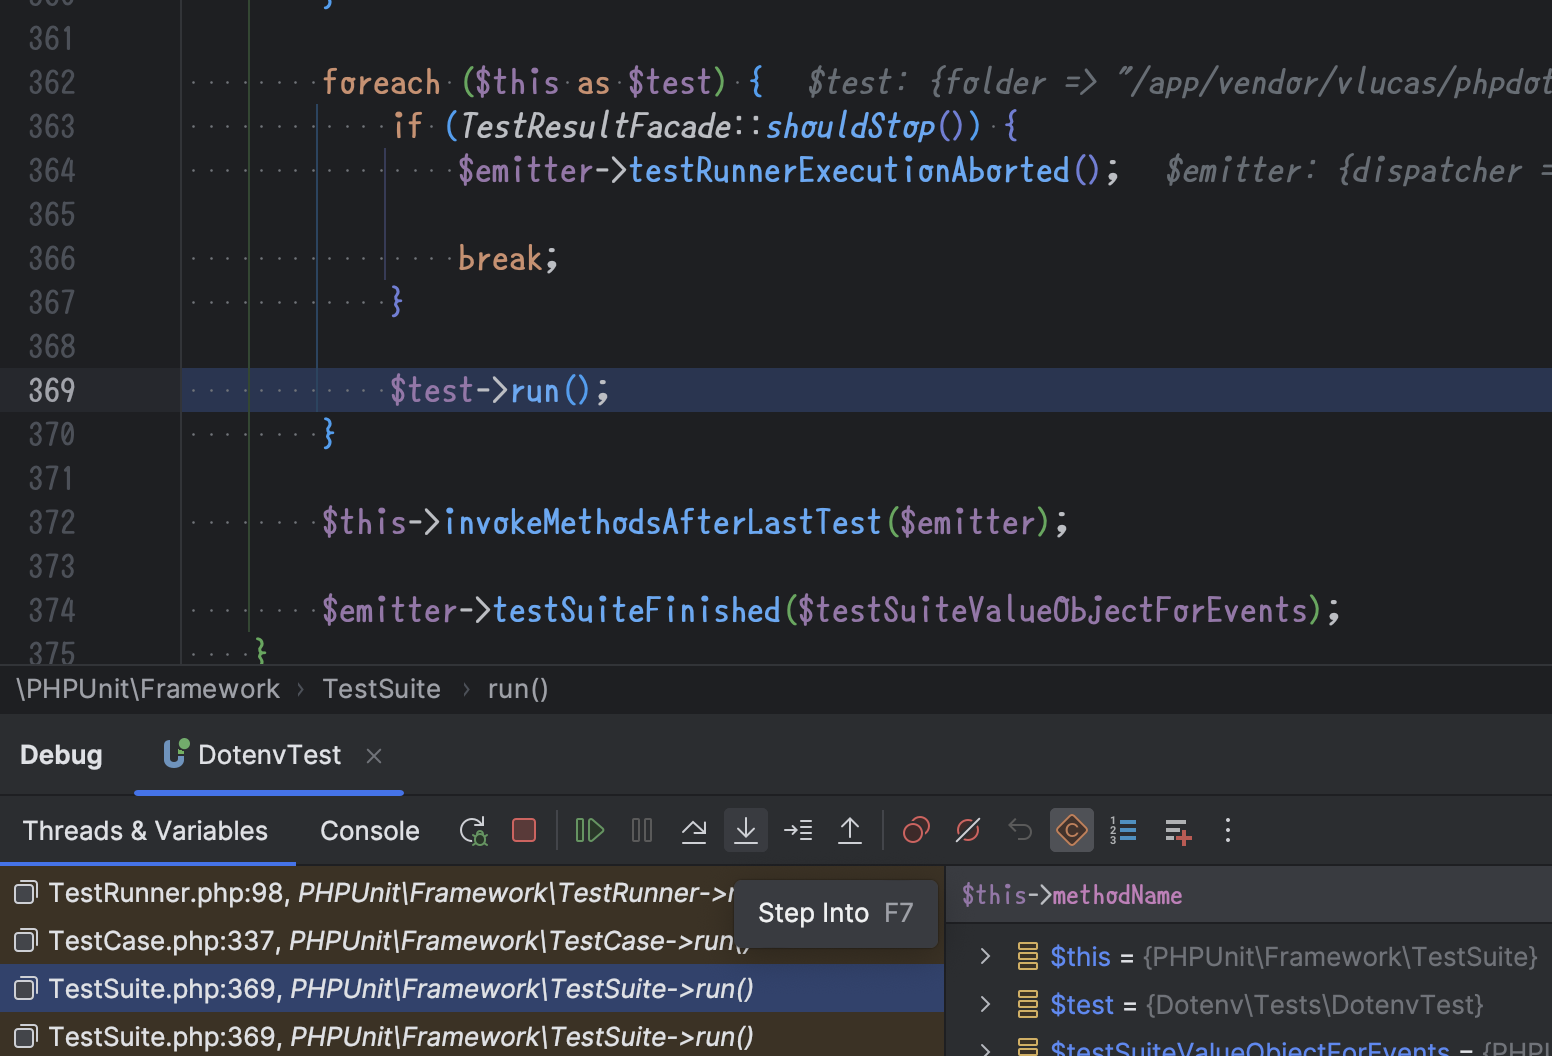 361
362 foreach ($this as $test) { $test: {folder => "/app/vendor/vlucas/phpdot
363 if (TestResultFacade::shouldStop()) {
364 $emitter->testRunnerExecutionAborted(); $emitter: {dispatcher =
365
366 break;
367 }
368
369 $test->run();
370 }
371
372 $this->invokeMethodsAfterLastTest($emitter);
373
374 $emitter->testSuiteFinished($testSuiteValueObjectForEvents);
375 }
\PHPUnit\Framework › TestSuite › run()
Debug DotenvTest ×
Threads & Variables Console
TestRunner.php:98, PHPUnit\Framework\TestRunner->r
Step Into F7
TestCase.php:337, PHPUnit\Framework\TestCase->run()
TestSuite.php:369, PHPUnit\Framework\TestSuite->run()
TestSuite.php:369, PHPUnit\Framework\TestSuite->run()
$this->methodName
$this = {PHPUnit\Framework\TestSuite}
$test = {Dotenv\Tests\DotenvTest}
$testSuiteValueObjectForEvents = {PHPU